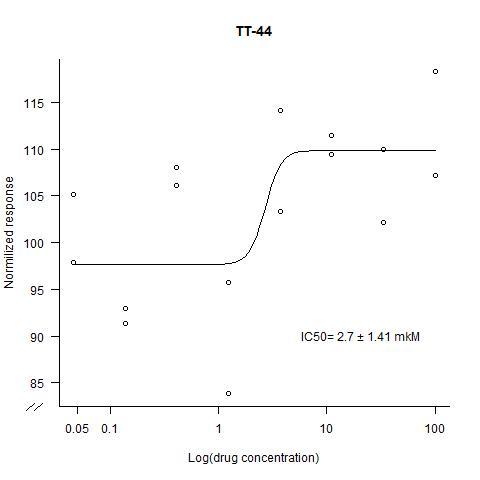 TT-44
115
110
105
100
95
90
85
Normilized response
IC50= 2.7 ± 1.41 mkM
0.05 0.1 1 10 100
Log(drug concentration)